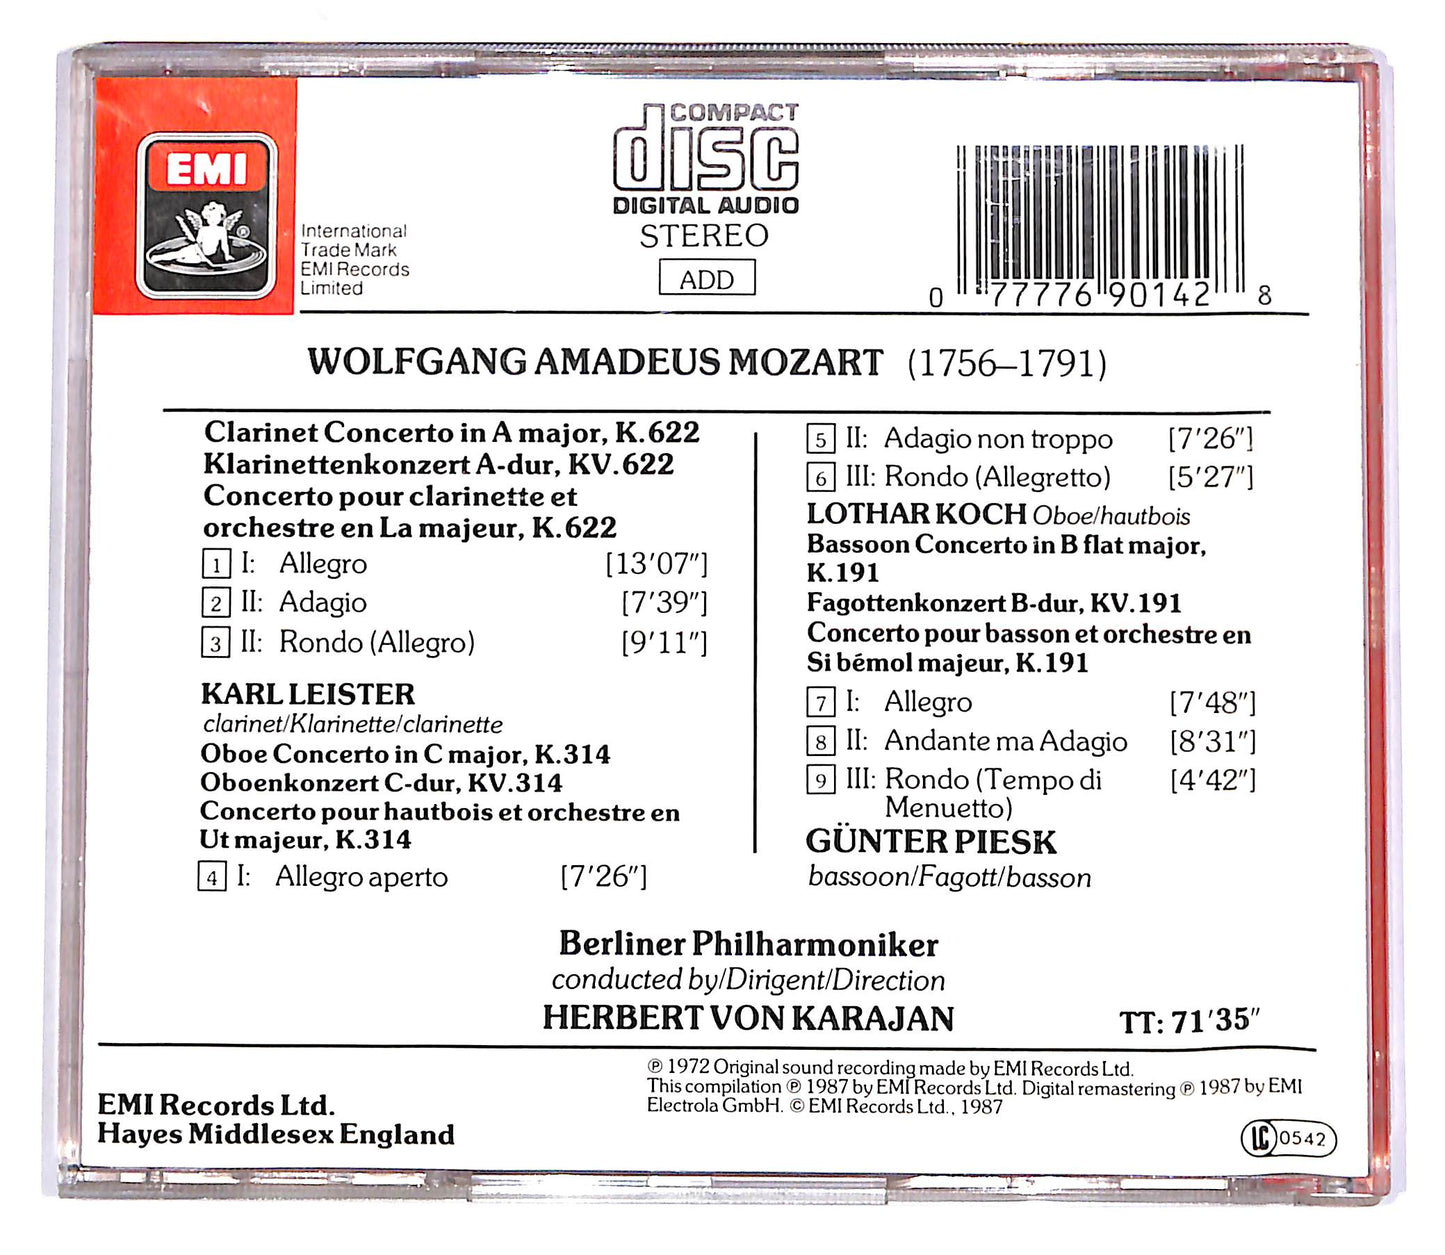 EMI
®
International
Trade Mark
EMI Records
Limited
COMPACT
disc
DIGITAL AUDIO
STEREO
ADD
0 77776 90142 8
WOLFGANG AMADEUS MOZART (1756–1791)
Clarinet Concerto in A major, K.622
Klarinettenkonzert A-dur, KV.622
Concerto pour clarinette et
orchestre en La majeur, K.622
1 I: Allegro [13′07″]
2 II: Adagio [7′39″]
3 II: Rondo (Allegro) [9′11″]
KARL LEISTER
clarinet/Klarinette/clarinette
Oboe Concerto in C major, K.314
Oboenkonzert C-dur, KV.314
Concerto pour hautbois et orchestre en
Ut majeur, K.314
4 I: Allegro aperto [7′26″]
5 II: Adagio non troppo [7′26″]
6 III: Rondo (Allegretto) [5′27″]
LOTHAR KOCH Oboe/hautbois
Bassoon Concerto in B flat major,
K.191
Fagottenkonzert B-dur, KV.191
Concerto pour basson et orchestre en
Si bémol majeur, K.191
7 I: Allegro [7′48″]
8 II: Andante ma Adagio [8′31″]
9 III: Rondo (Tempo di [4′42″]
Menuetto)
GÜNTER PIESK
bassoon/Fagott/basson
Berliner Philharmoniker
conducted by/Dirigent/Direction
HERBERT VON KARAJAN TT: 71′35″
℗ 1972 Original sound recording made by EMI Records Ltd.
This compilation ℗ 1987 by EMI Records Ltd. Digital remastering ℗ 1987 by EMI
Electrola GmbH. © EMI Records Ltd., 1987
EMI Records Ltd.
Hayes Middlesex England
LC 0542